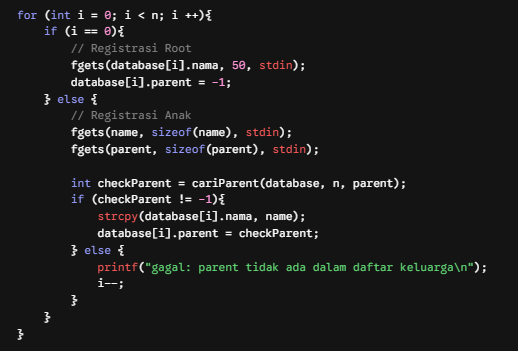 for (int i = 0; i < n; i ++){
    if (i == 0){
        // Registrasi Root
        fgets(database[i].nama, 50, stdin);
        database[i].parent = -1;
    } else {
        // Registrasi Anak
        fgets(name, sizeof(name), stdin);
        fgets(parent, sizeof(parent), stdin);

        int checkParent = cariParent(database, n, parent);
        if (checkParent != -1){
            strcpy(database[i].nama, name);
            database[i].parent = checkParent;
        } else {
            printf("gagal: parent tidak ada dalam daftar keluarga\n");
            i--;
        }
    }
}